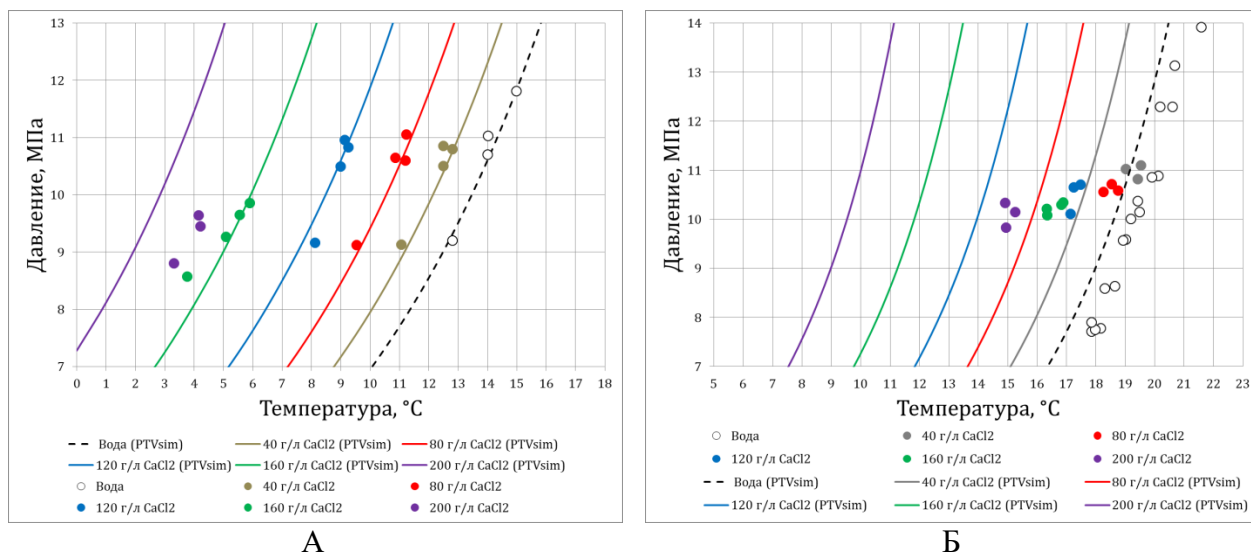 13
12
11
10
9
8
7
Давление, МПа
0 1 2 3 4 5 6 7 8 9 10 11 12 13 14 15 16 17 18
Температура, °C
Вода (PTVsim) 40 г/л CaCl2 (PTVsim) 80 г/л CaCl2 (PTVsim)
120 г/л CaCl2 (PTVsim) 160 г/л CaCl2 (PTVsim) 200 г/л CaCl2 (PTVsim)
Вода 40 г/л CaCl2 80 г/л CaCl2
120 г/л CaCl2 160 г/л CaCl2 200 г/л CaCl2
А
14
13
12
11
10
9
8
7
Давление, МПа
5 6 7 8 9 10 11 12 13 14 15 16 17 18 19 20 21 22 23
Температура, °C
Вода 40 г/л CaCl2 80 г/л CaCl2
120 г/л CaCl2 160 г/л CaCl2
200 г/л CaCl2
Вода (PTVsim) 40 г/л CaCl2 (PTVsim) 80 г/л CaCl2 (PTVsim)
120 г/л CaCl2 (PTVsim) 160 г/л CaCl2 (PTVsim) 200 г/л CaCl2 (PTVsim)
Б